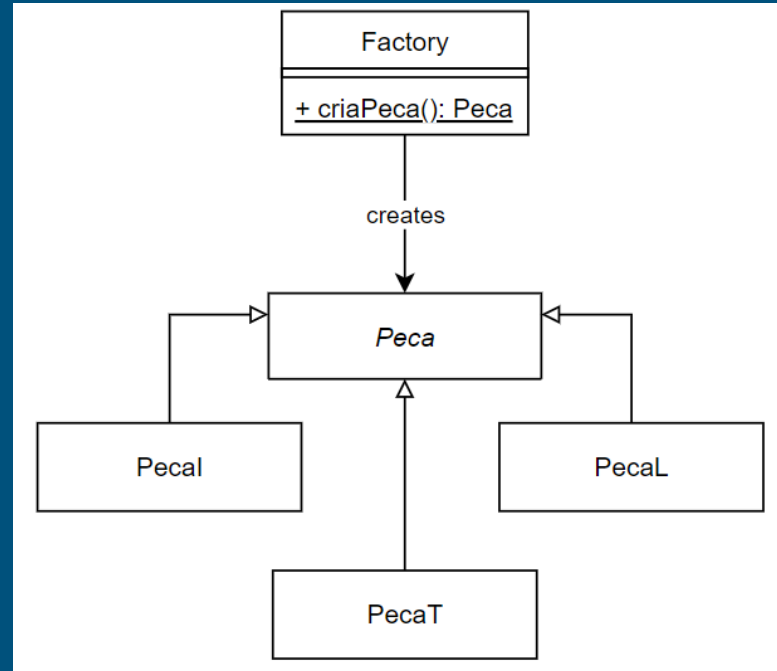 Factory
+ criaPeca(): Peca
creates
Peca
PecaI
PecaL
PecaT